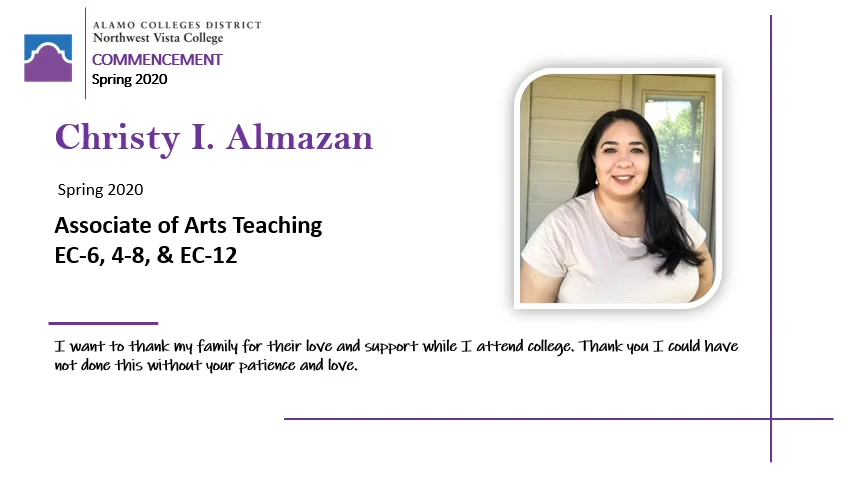 ALAMO COLLEGES DISTRICT
Northwest Vista College
COMMENCEMENT
Spring 2020
Christy I. Almazan
Spring 2020
Associate of Arts Teaching
EC-6, 4-8, & EC-12
I want to thank my family for their love and support while I attend college. Thank you I could have
not done this without your patience and love.